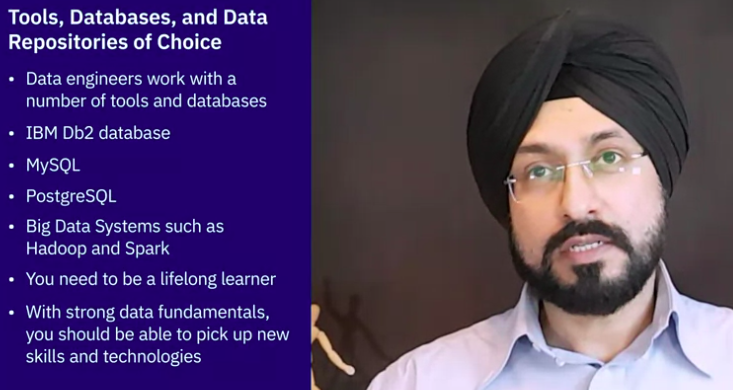 Tools, Databases, and Data
Repositories of Choice
• Data engineers work with a
number of tools and databases
• IBM Db2 database
• MySQL
• PostgreSQL
• Big Data Systems such as
Hadoop and Spark
• You need to be a lifelong learner
• With strong data fundamentals,
you should be able to pick up new
skills and technologies